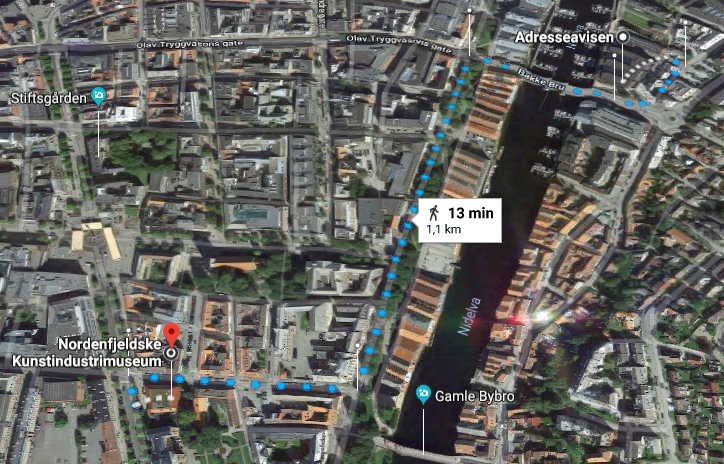 Adresseavisen
Olav Tryggvasons gate
Olav Tryggvasons gate
Bakke Bru
Stiftsgården
13 min
1,1 km
Nidelva
Nordenfjeldske
Kunstindustrimuseum
Gamle Bybro